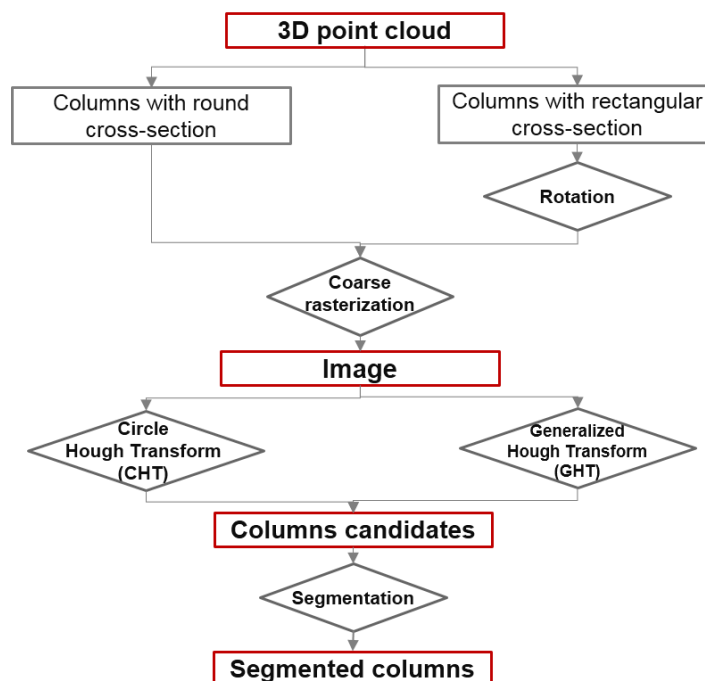 3D point cloud
Columns with round
cross-section
Columns with rectangular
cross-section
Rotation
Coarse
rasterization
Image
Circle
Hough Transform
(CHT)
Generalized
Hough Transform
(GHT)
Columns candidates
Segmentation
Segmented columns